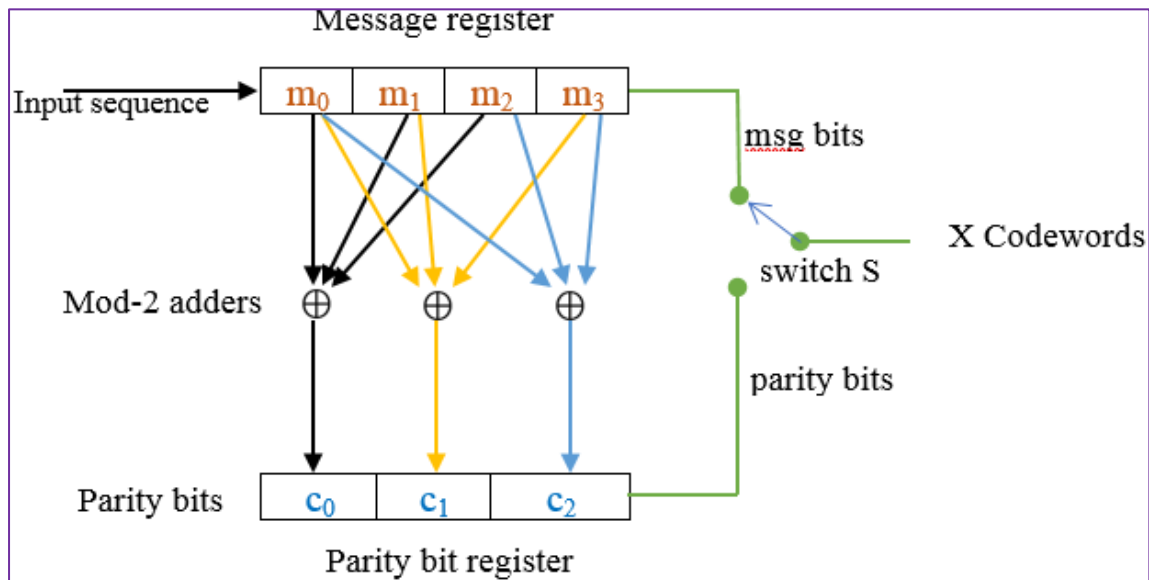 Message register
Input sequence
m₀ m₁ m₂ m₃
msg bits
X Codewords
switch S
Mod-2 adders
parity bits
Parity bits
c₀ c₁ c₂
Parity bit register